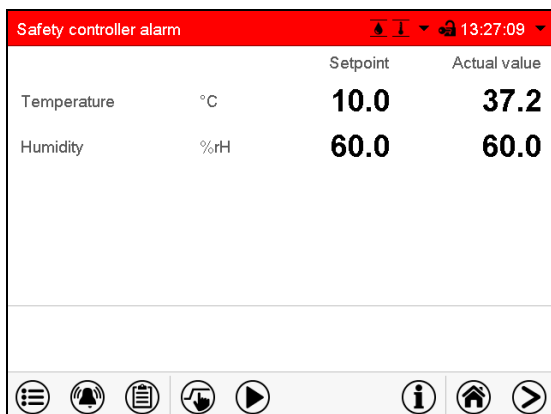 Safety controller alarm 13:27:09
Setpoint Actual value
Temperature °C 10.0 37.2
Humidity %rH 60.0 60.0